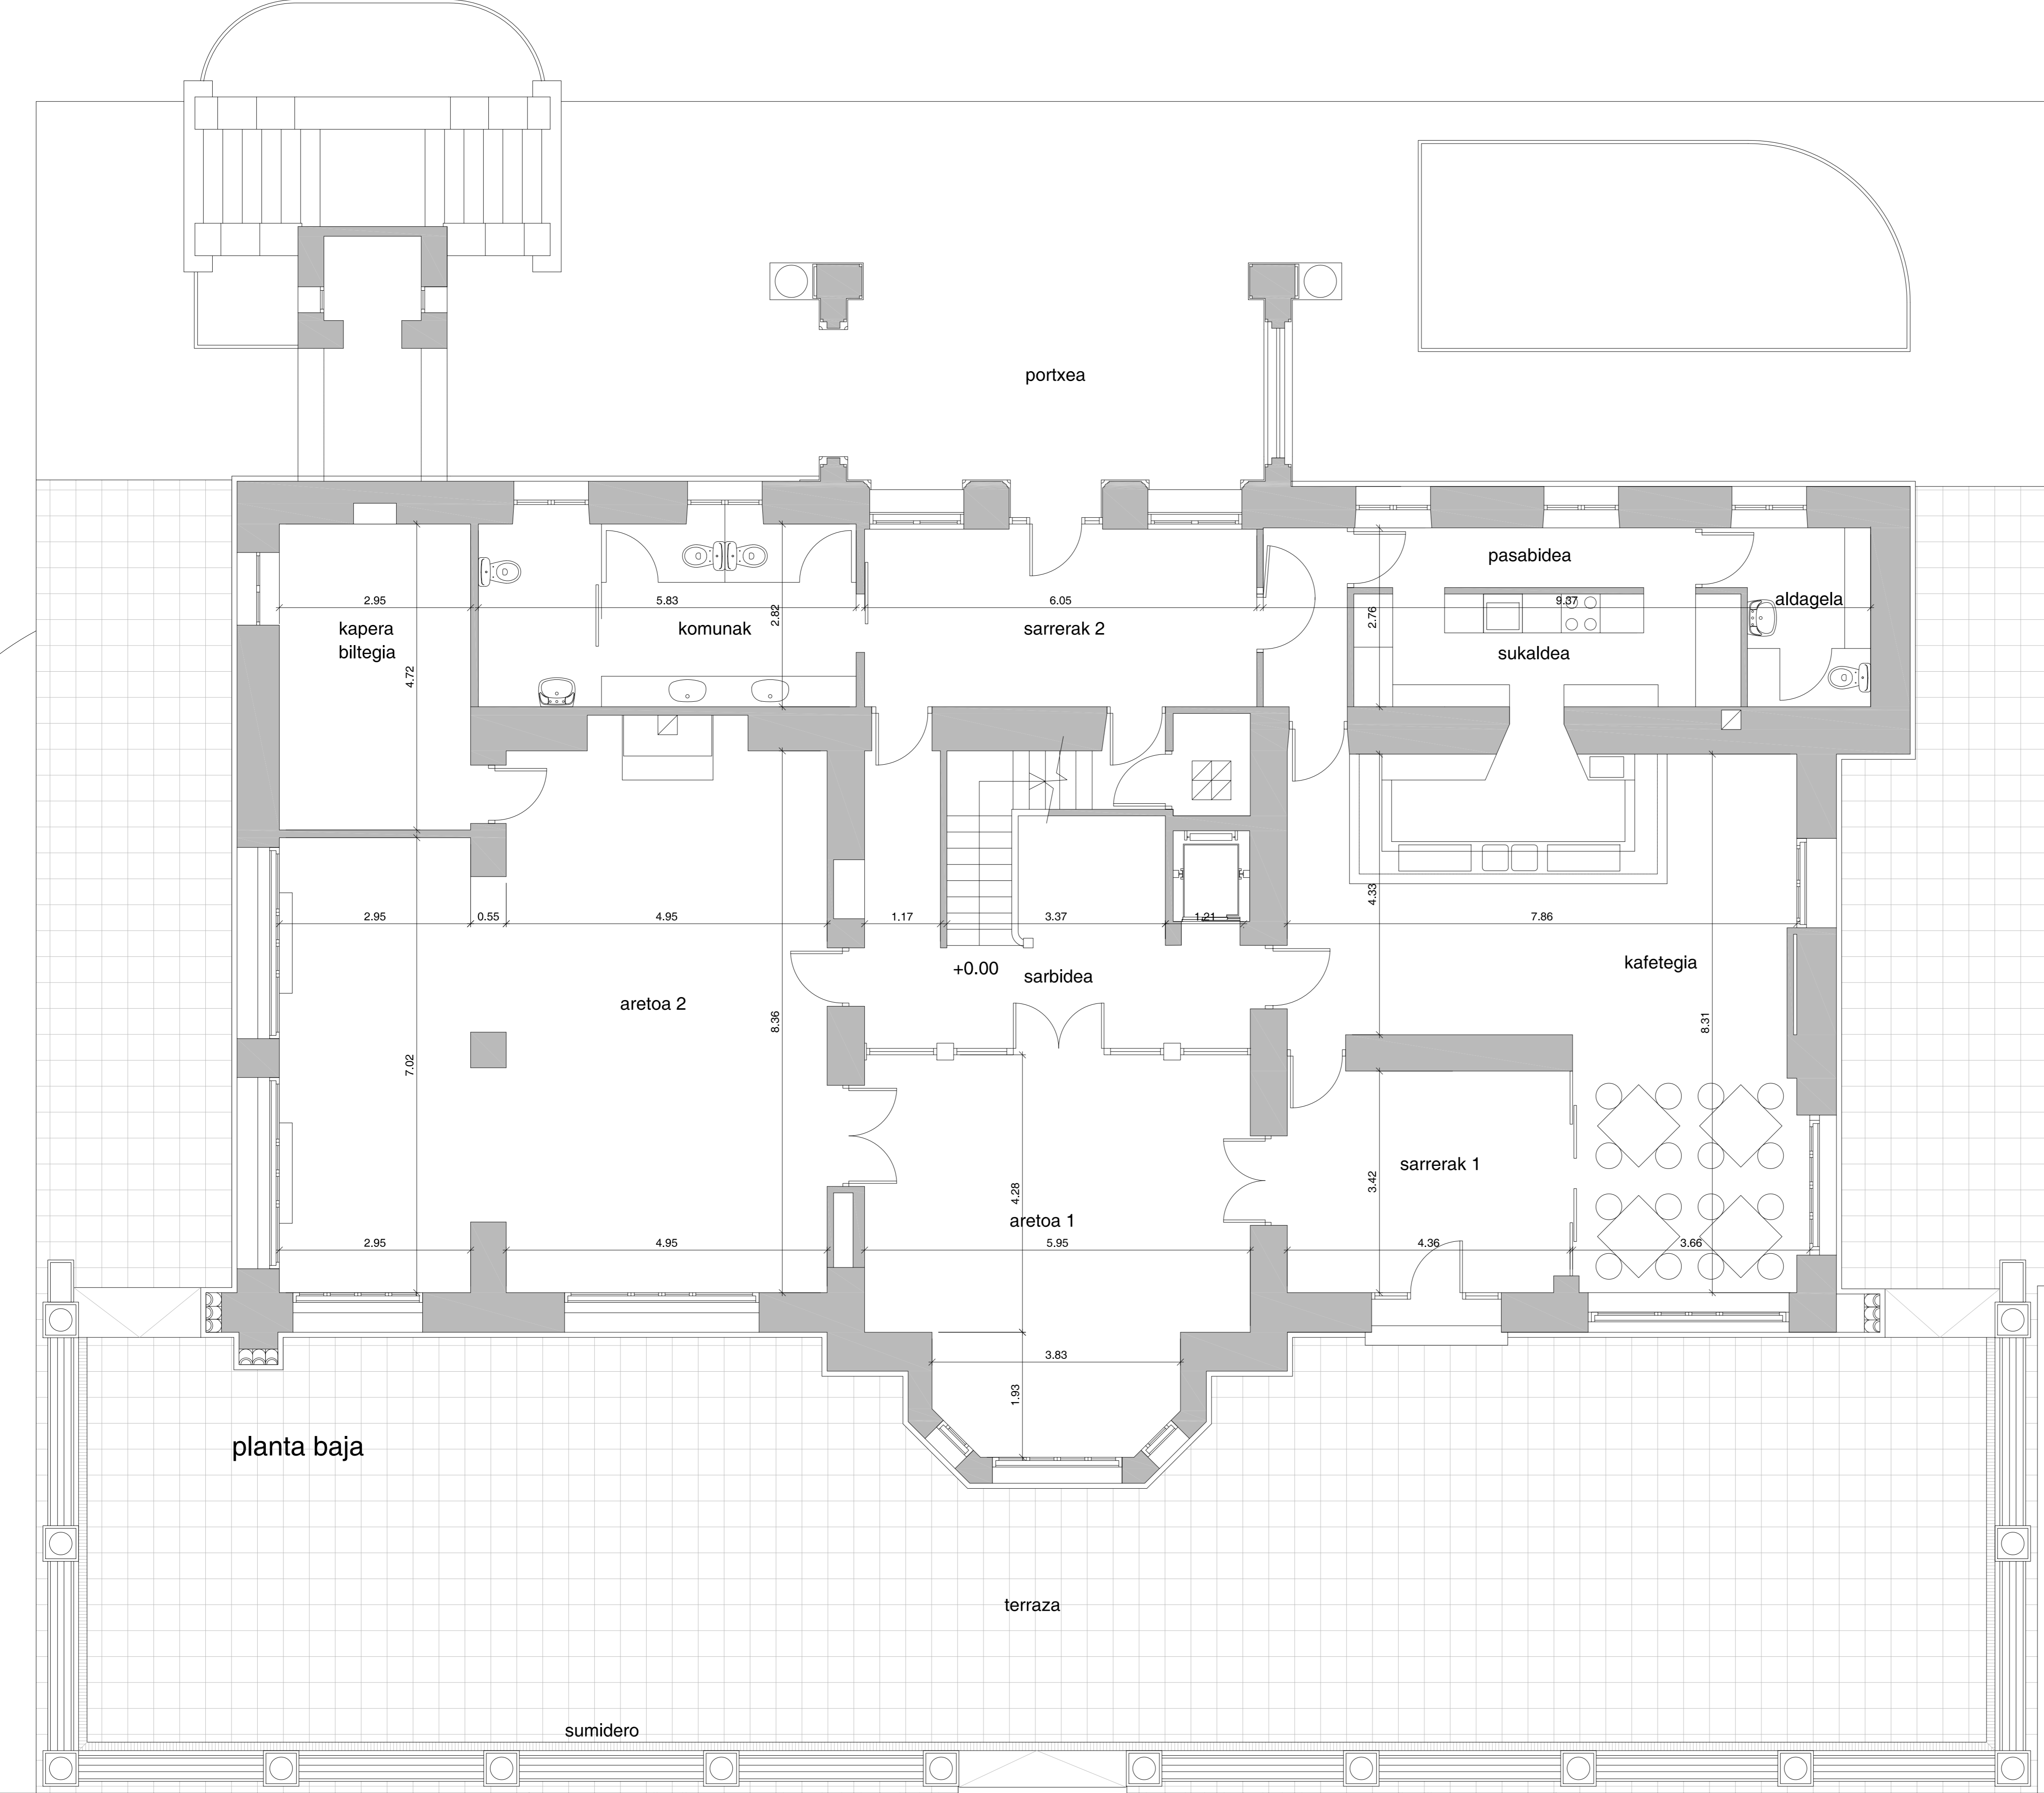 portxea
pasabidea
2.95
5.83
6.05
9.37
aldagela
kapera
biltegia
komunak
2.82
sarrerak 2
2.76
sukaldea
4.72
4.33
2.95
0.55
4.95
1.17
3.37
1.21
7.86
+0.00
sarbidea
kafetegia
aretoa 2
8.36
8.31
7.02
sarrerak 1
3.42
4.28
aretoa 1
2.95
4.95
5.95
4.36
3.66
3.83
1.93
planta baja
terraza
sumidero